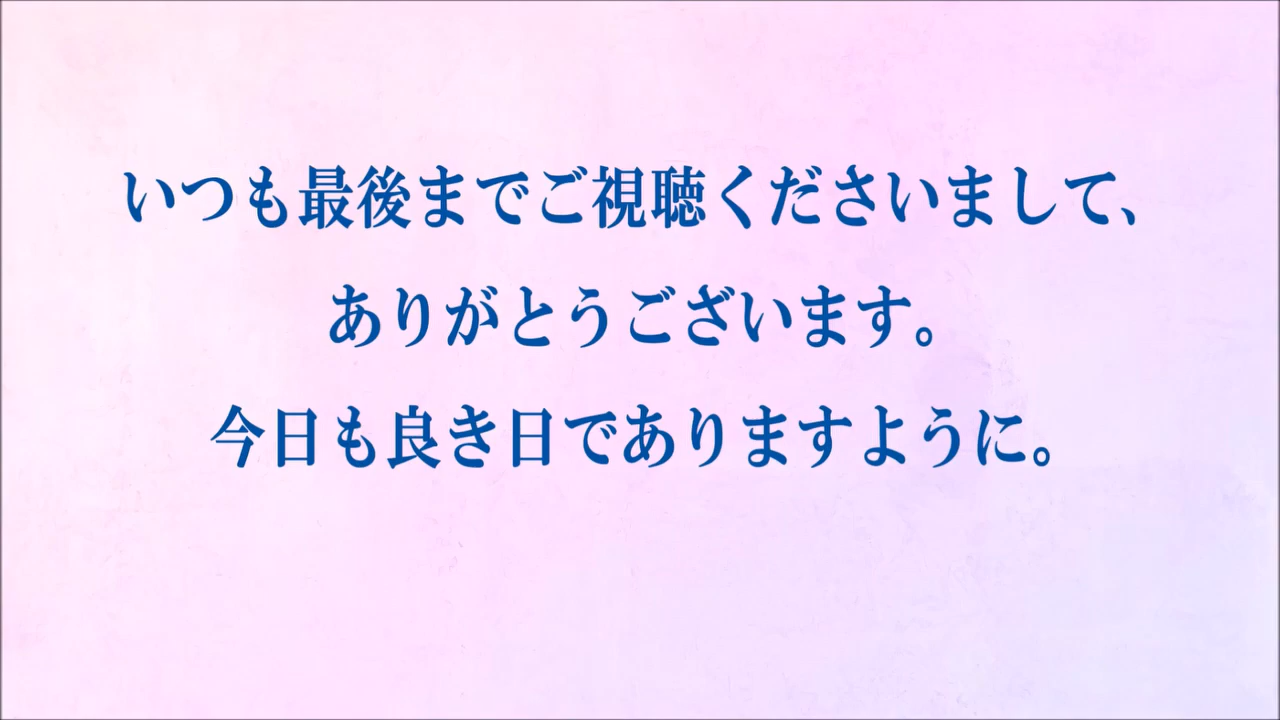 いつも最後までご視聴くださいまして、
ありがとうございます。
今日も良き日でありますように。